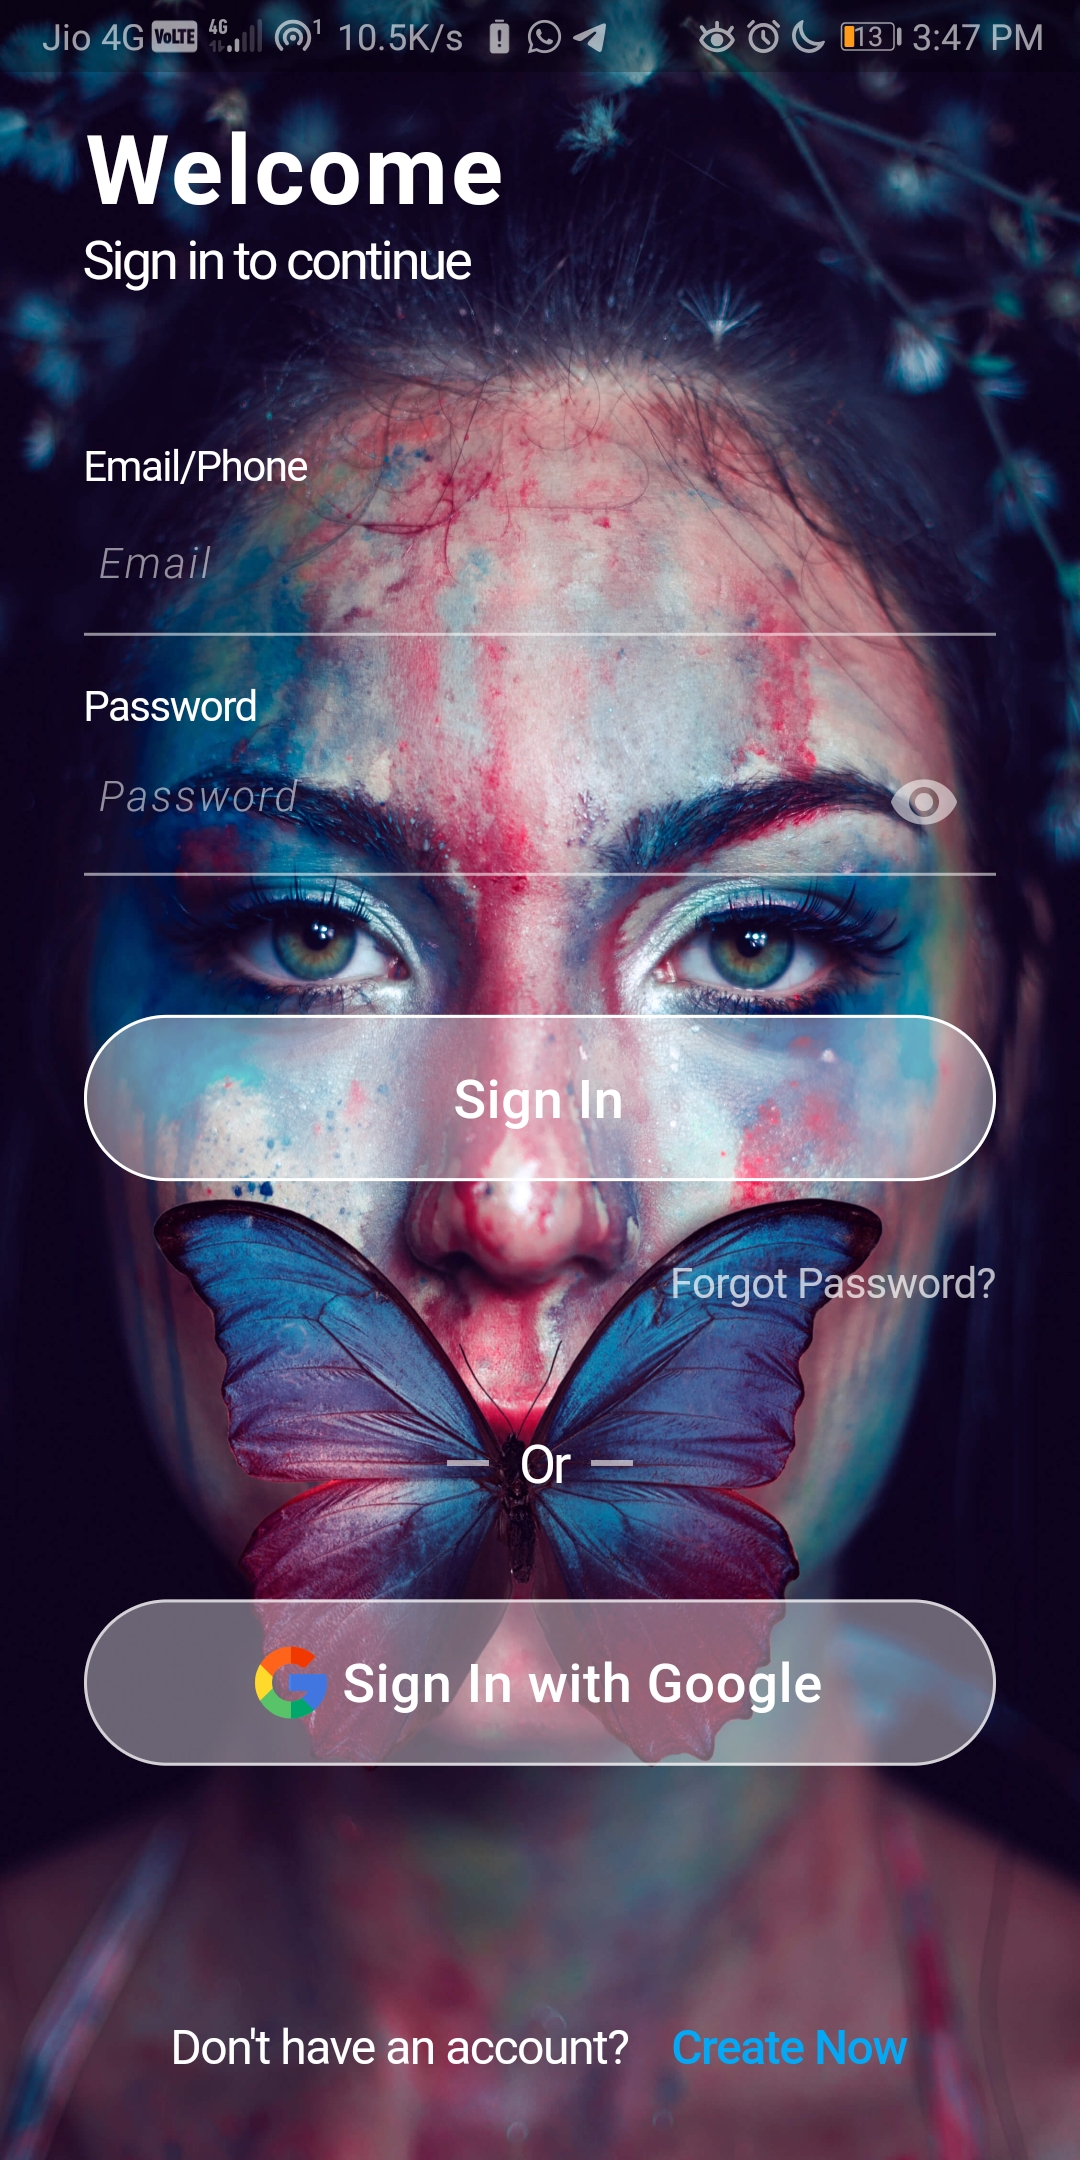 Jio 4G VoLTE 4G 1 10.5K/s 13 3:47 PM
Welcome
Sign in to continue
Email/Phone
Email
Password
Password
Sign In
Forgot Password?
Or
Sign In with Google
Don't have an account? Create Now